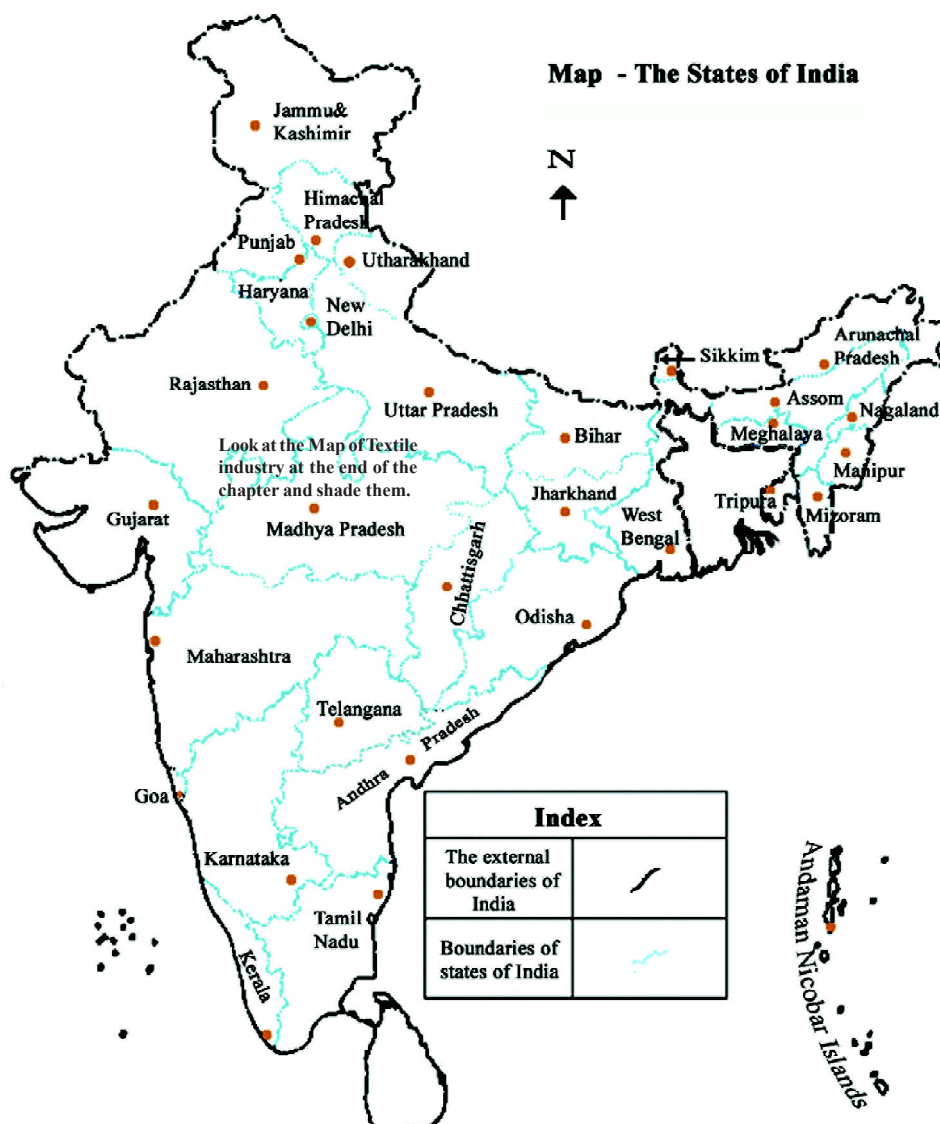 Map - The States of India
N
Jammu&
Kashimir
Himachal
Pradesh
Punjab
Utharakhand
Haryana
New
Delhi
Sikkim
Arunachal
Pradesh
Rajasthan
Uttar Pradesh
Assom
Nagaland
Bihar
Meghalaya
Look at the Map of Textile
industry at the end of the
chapter and shade them.
Manipur
Jharkhand
Tripura
Mizoram
Gujarat
Madhya Pradesh
West
Bengal
Chhattisgarh
Odisha
Maharashtra
Telangana
Andhra Pradesh
Goa
Index
Karnataka
The external
boundaries of
India
Tamil
Nadu
Boundaries of
states of India
Kerala
Andaman Nicobar Islands